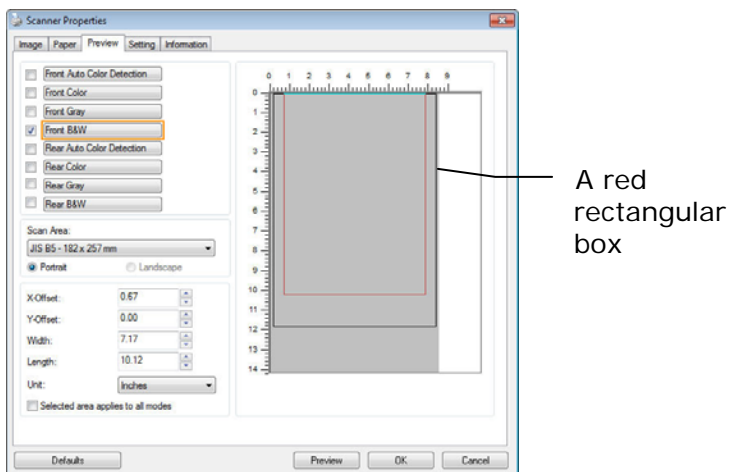 Scanner Properties
Image Paper Preview Setting Information
Front Auto Color Detection
Front Color
Front Gray
Front B&W
Rear Auto Color Detection
Rear Color
Rear Gray
Rear B&W
Scan Area:
JIS B5 - 182 x 257 mm
Portrait Landscape
X-Offset: 0.67
Y-Offset: 0.00
Width: 7.17
Length: 10.12
Unit: Inches
Selected area applies to all modes
0 1 2 3 4 5 6 7 8 9
0
1
2
3
4
5
6
7
8
9
10
11
12
13
14
A red
rectangular
box
Defaults Preview OK Cancel